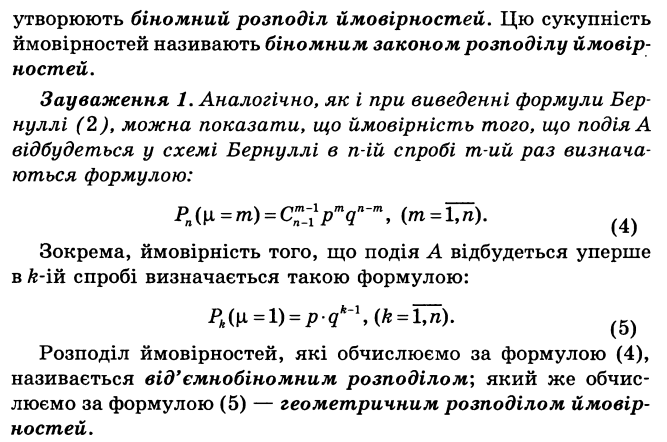 утворюють біномний розподіл ймовірностей. Цю сукупність
ймовірностей називають біномним законом розподілу ймовір-
ностей.
Зауваження 1. Аналогічно, як і при виведенні формули Бер-
нуллі (2), можна показати, що ймовірність того, що подія A
відбудеться у схемі Бернуллі в n-ій спробі m-ий раз визнача-
ються формулою:
Pₙ(μ = m) = C_{n-1}^{m-1} p^m q^{n-m}, (m = \overline{1,n}). (4)
Зокрема, ймовірність того, що подія A відбудеться уперше
в k-ій спробі визначається такою формулою:
Pₖ(μ = 1) = p · q^{k-1}, (k = \overline{1,n}). (5)
Розподіл ймовірностей, які обчислюємо за формулою (4),
називається від'ємнобіномним розподілом; який же обчис-
люємо за формулою (5) — геометричним розподілом ймовір-
ностей.